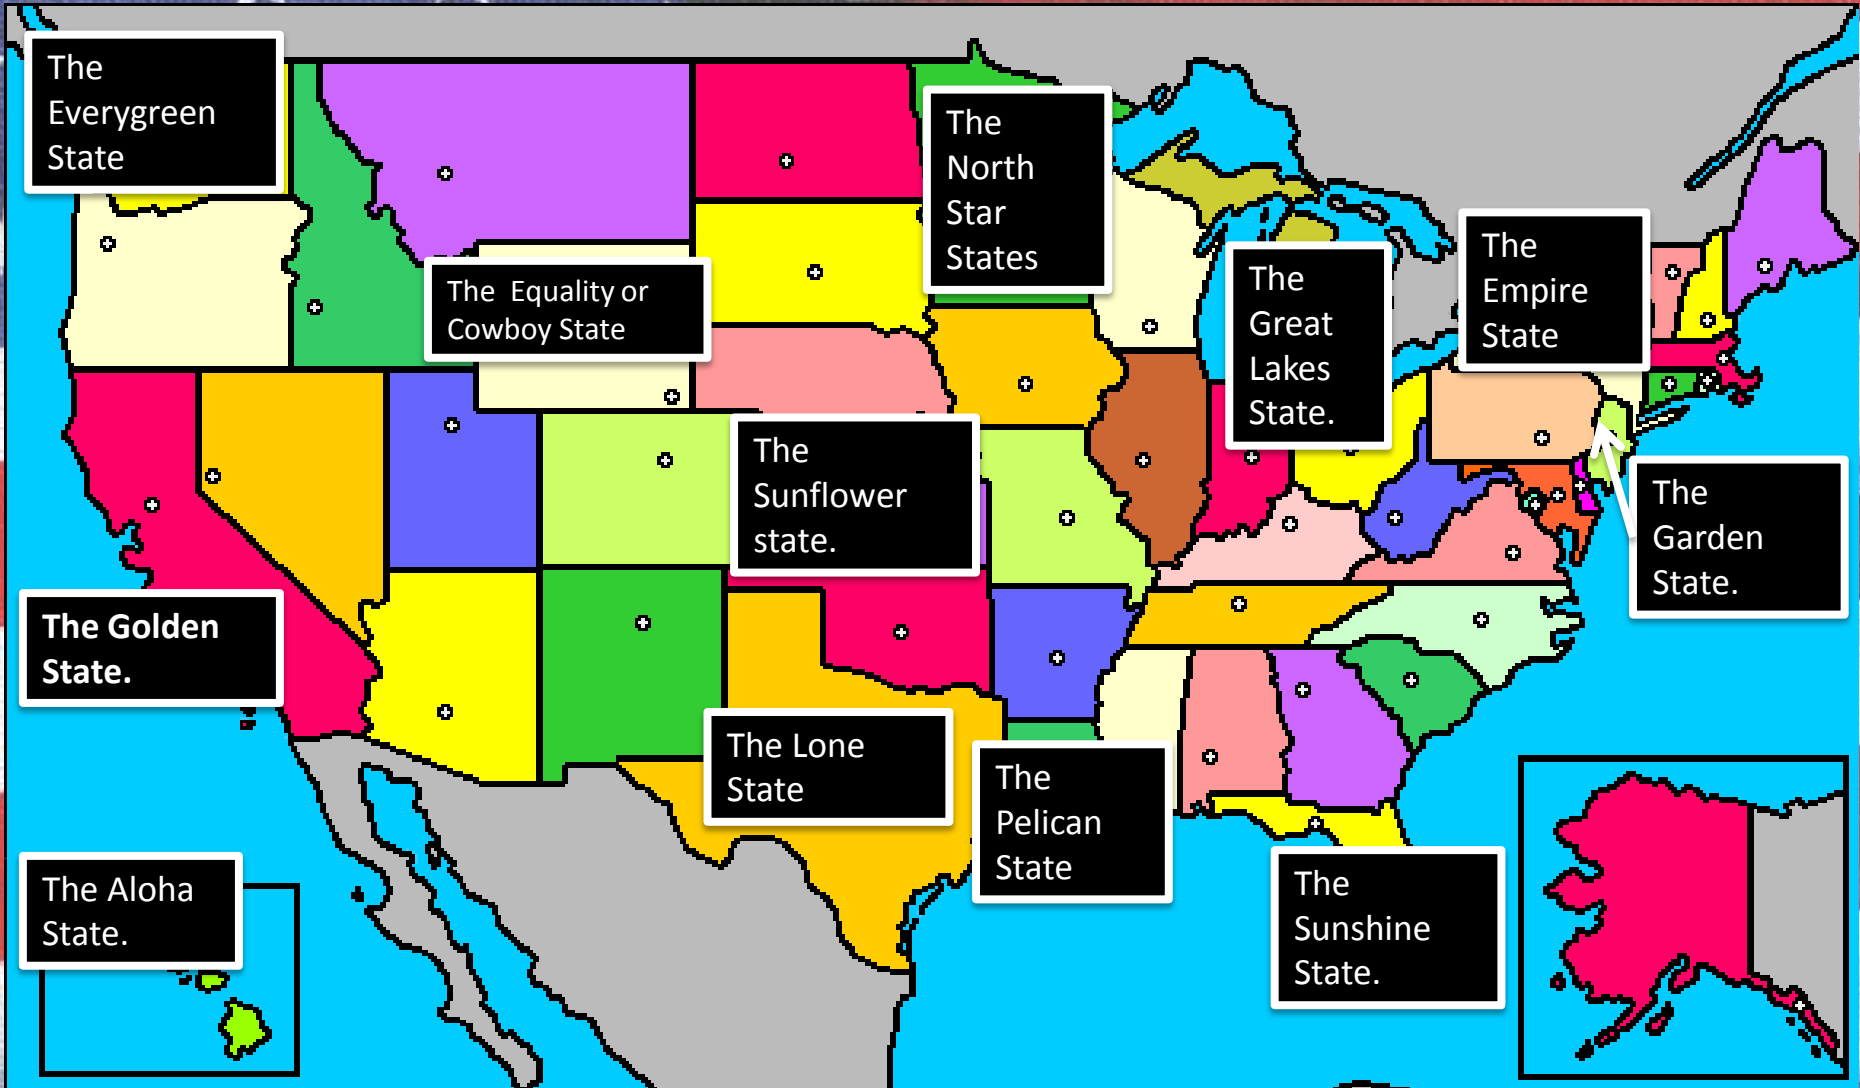 The
Everygreen
State
The
North
Star
States
The
Empire
State
The  Equality or
Cowboy State
The
Great
Lakes
State.
The
Sunflower
state.
The
Garden
State.
The Golden
State.
The Lone
State
The
Pelican
State
The Aloha
State.
The
Sunshine
State.